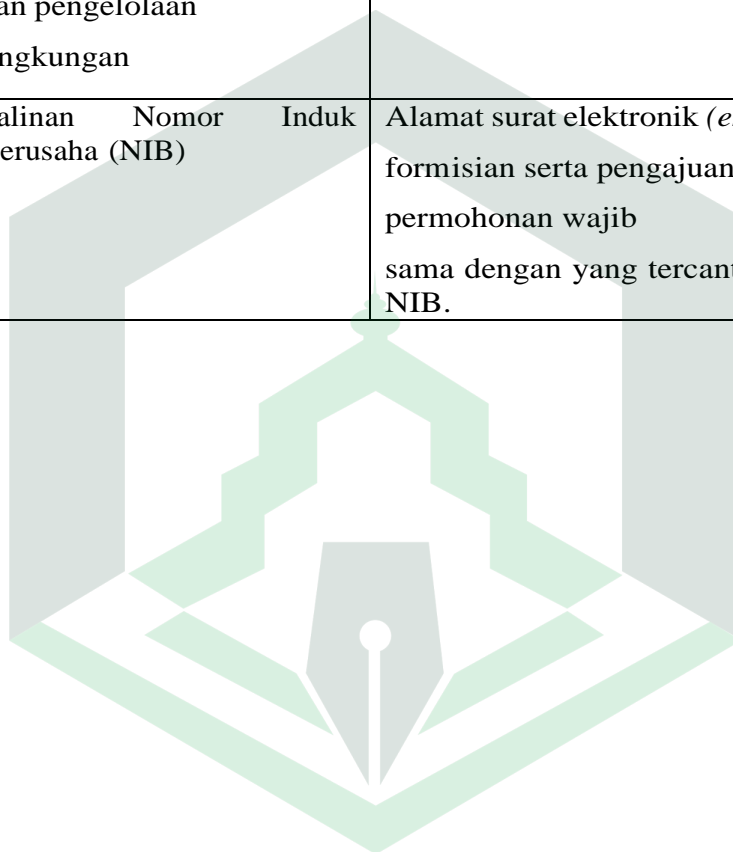 an pengelolaan
ngkungan
alinan Nomor Induk
erusaha (NIB)
Alamat surat elektronik (e
formisian serta pengajuan
permohonan wajib
sama dengan yang tercant
NIB.